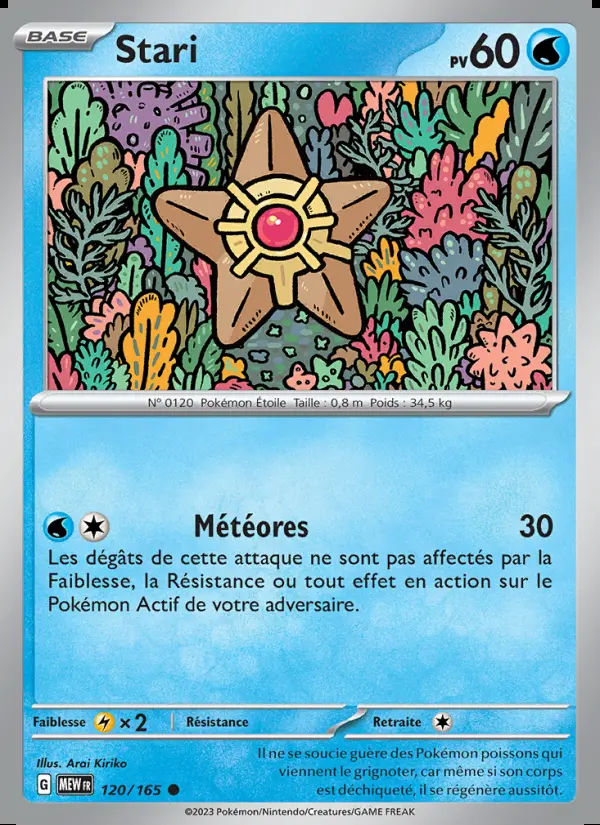 BASE
Stari
PV 60
N° 0120 Pokémon Étoile Taille : 0,8 m Poids : 34,5 kg
Météores 30
Les dégâts de cette attaque ne sont pas affectés par la
Faiblesse, la Résistance ou tout effet en action sur le
Pokémon Actif de votre adversaire.
Faiblesse × 2 Résistance Retraite
Illus. Arai Kiriko
G MEW FR 120/165
Il ne se soucie guère des Pokémon poissons qui
viennent le grignoter, car même si son corps
est déchiqueté, il se régénère aussitôt.
©2023 Pokémon/Nintendo/Creatures/GAME FREAK